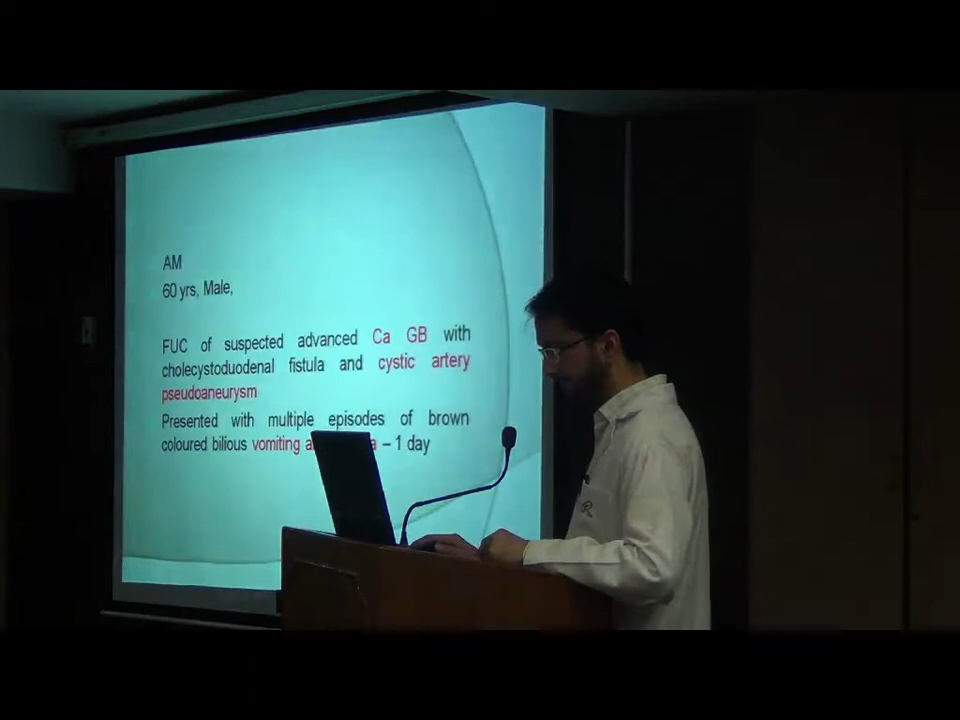 AM
60 yrs, Male,
FUC of suspected advanced Ca GB with
cholecystoduodenal fistula and cystic artery
pseudoaneurysm
Presented with multiple episodes of brown
coloured bilious vomiting – 1 day
R